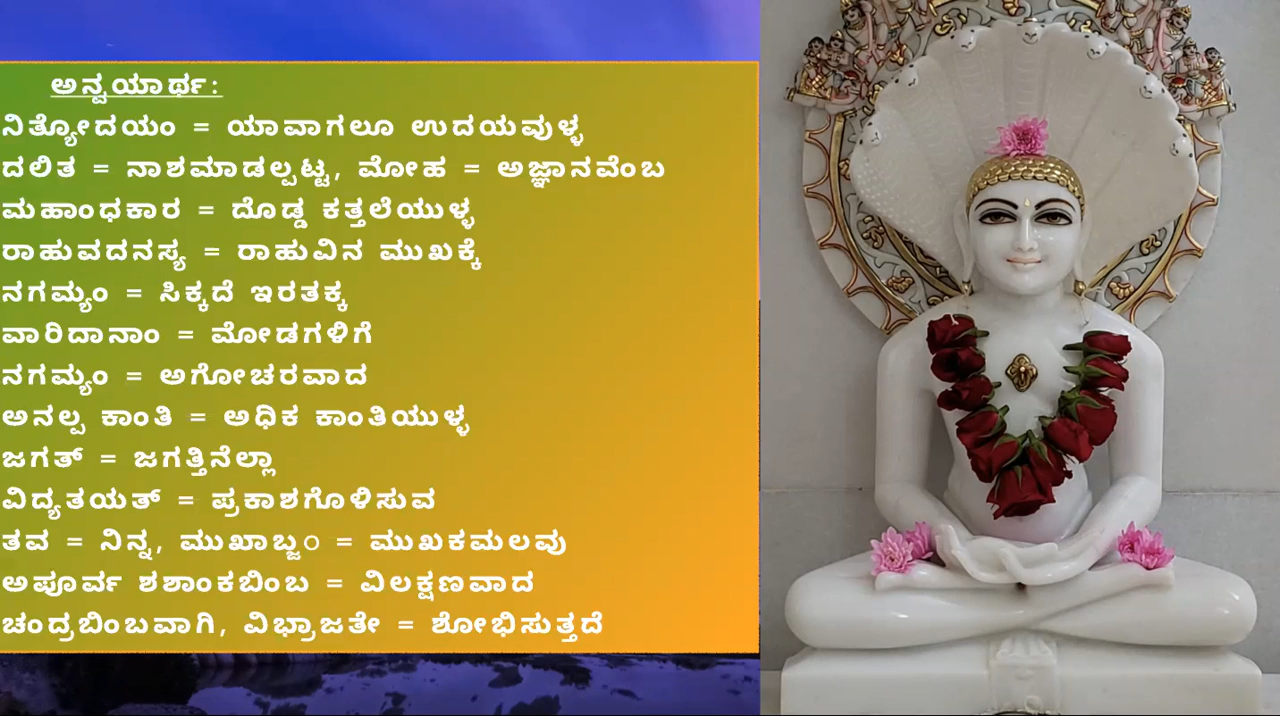 ಅನ್ವಯಾರ್ಥ:
ನಿತ್ಯೋದಯಂ = ಯಾವಾಗಲೂ ಉದಯವುಳ್ಳ
ದಲಿತ = ನಾಶಮಾಡಲ್ಪಟ್ಟ, ಮೋಹ = ಅಜ್ಞಾನವೆಂಬ
ಮಹಾಂಧಕಾರ = ದೊಡ್ಡ ಕತ್ತಲೆಯುಳ್ಳ
ರಾಹುವದನಸ್ಯ = ರಾಹುವಿನ ಮುಖಕ್ಕೆ
ನಗಮ್ಯಂ = ಸಿಕ್ಕದೆ ಇರತಕ್ಕ
ವಾರಿದಾನಾಂ = ಮೋಡಗಳಿಗೆ
ನಗಮ್ಯಂ = ಅಗೋಚರವಾದ
ಅನಲ್ಪ ಕಾಂತಿ = ಅಧಿಕ ಕಾಂತಿಯುಳ್ಳ
ಜಗತ್ = ಜಗತ್ತಿನೆಲ್ಲಾ
ವಿದ್ಯತಯತ್ = ಪ್ರಕಾಶಗೊಳಿಸುವ
ತವ = ನಿನ್ನ, ಮುಖಾಬ್ಜಂ = ಮುಖಕಮಲವು
ಅಪೂರ್ವ ಶಶಾಂಕಬಿಂಬ = ವಿಲಕ್ಷಣವಾದ
ಚಂದ್ರಬಿಂಬವಾಗಿ, ವಿಭ್ರಾಜತೇ = ಶೋಭಿಸುತ್ತದೆ